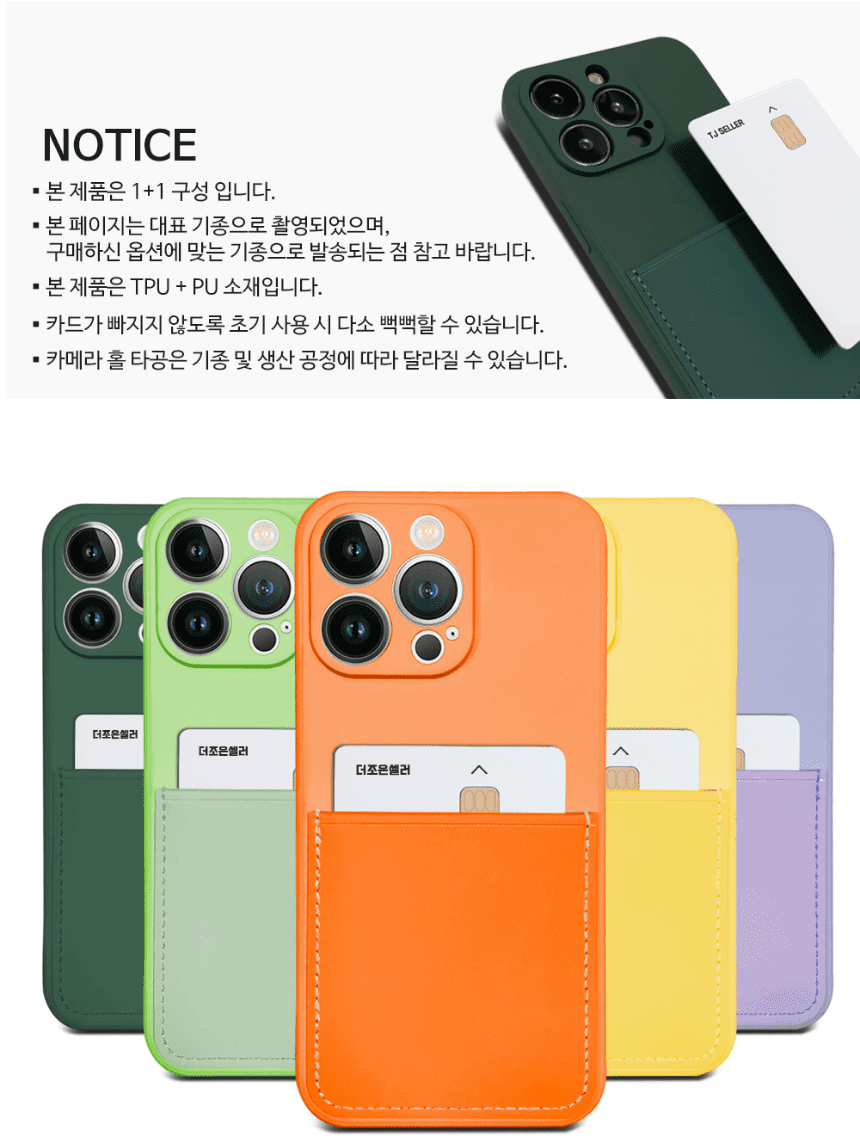 TJ SELLER
NOTICE
▪ 본 제품은 1+1 구성 입니다.
▪ 본 페이지는 대표 기종으로 촬영되었으며,
구매하신 옵션에 맞는 기종으로 발송되는 점 참고 바랍니다.
▪ 본 제품은 TPU + PU 소재입니다.
▪ 카드가 빠지지 않도록 초기 사용 시 다소 뻑뻑할 수 있습니다.
▪ 카메라 홀 타공은 기종 및 생산 공정에 따라 달라질 수 있습니다.
더조은셀러
더조은셀러
더조은셀러